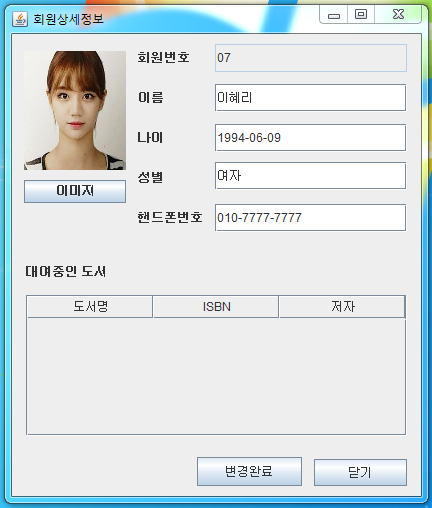 회원상세정보
회원번호 07
이름 이혜리
나이 1994-06-09
이미지
성별 여자
핸드폰번호 010-7777-7777
대여중인 도서
도서명 ISBN 저자
변경완료 닫기